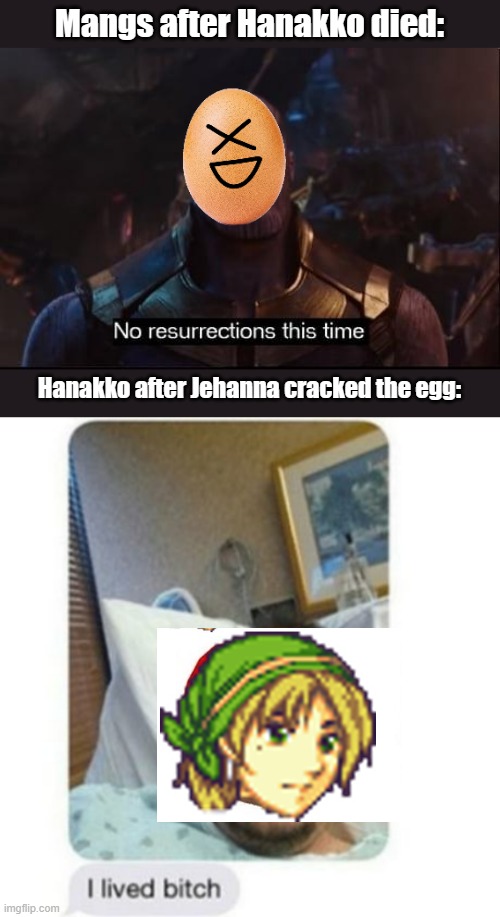 Mangs after Hanakko died:
No resurrections this time
Hanakko after Jehanna cracked the egg:
I lived bitch
imgflip.com